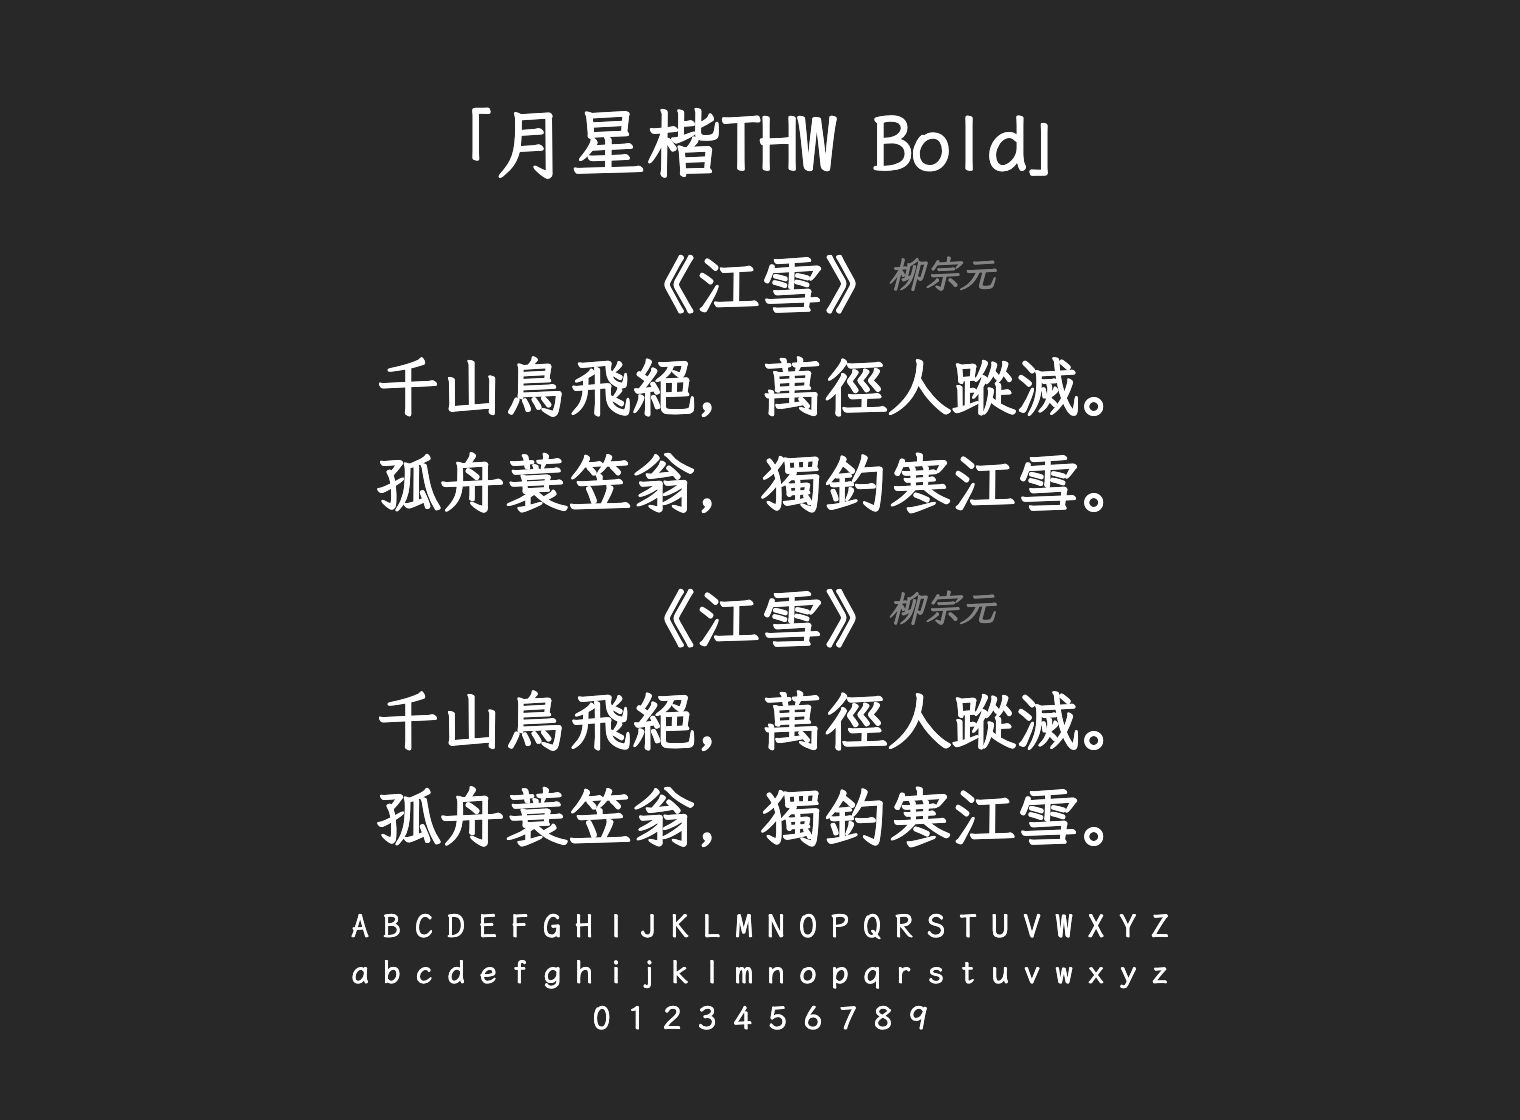 「月星楷THW Bold」
《江雪》 柳宗元
千山鳥飛絕，萬徑人蹤滅。
孤舟蓑笠翁，獨釣寒江雪。
《江雪》 柳宗元
千山鳥飛絕，萬徑人蹤滅。
孤舟蓑笠翁，獨釣寒江雪。
A B C D E F G H I J K L M N O P Q R S T U V W X Y Z
a b c d e f g h i j k l m n o p q r s t u v w x y z
0 1 2 3 4 5 6 7 8 9